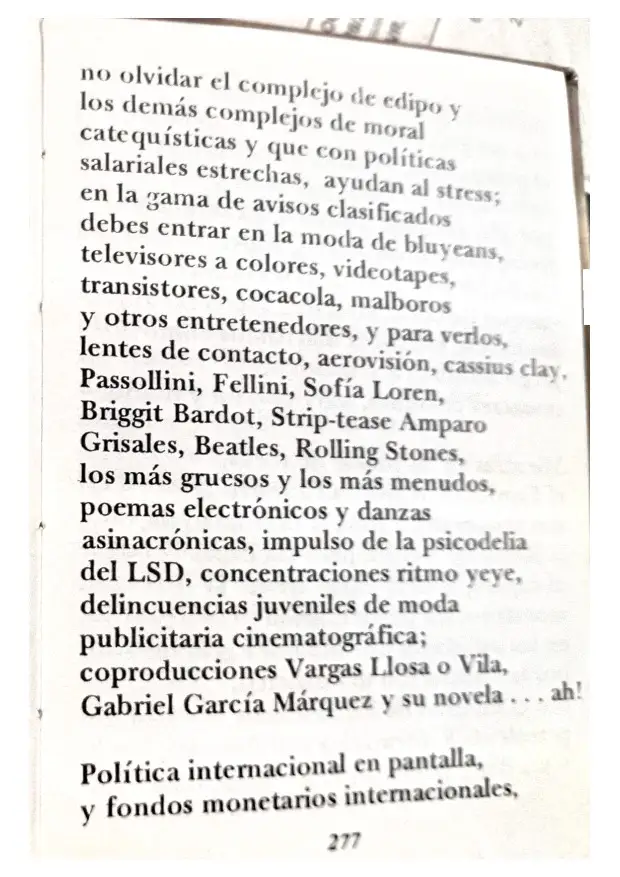 no olvidar el complejo de edipo y
los demás complejos de moral
catequísticas y que con políticas
salariales estrechas, ayudan al stress;
en la gama de avisos clasificados
debes entrar en la moda de bluyeans,
televisores a colores, videotapes,
transistores, cocacola, malboros
y otros entretenedores, y para verlos,
lentes de contacto, aerovisión, cassius clay,
Passollini, Fellini, Sofía Loren,
Briggit Bardot, Strip-tease Amparo
Grisales, Beatles, Rolling Stones,
los más gruesos y los más menudos,
poemas electrónicos y danzas
asinacrónicas, impulso de la psicodelia
del LSD, concentraciones ritmo yeye,
delincuencias juveniles de moda
publicitaria cinematográfica;
coproducciones Vargas Llosa o Vila,
Gabriel García Márquez y su novela . . . ah!
Política internacional en pantalla,
y fondos monetarios internacionales,
277